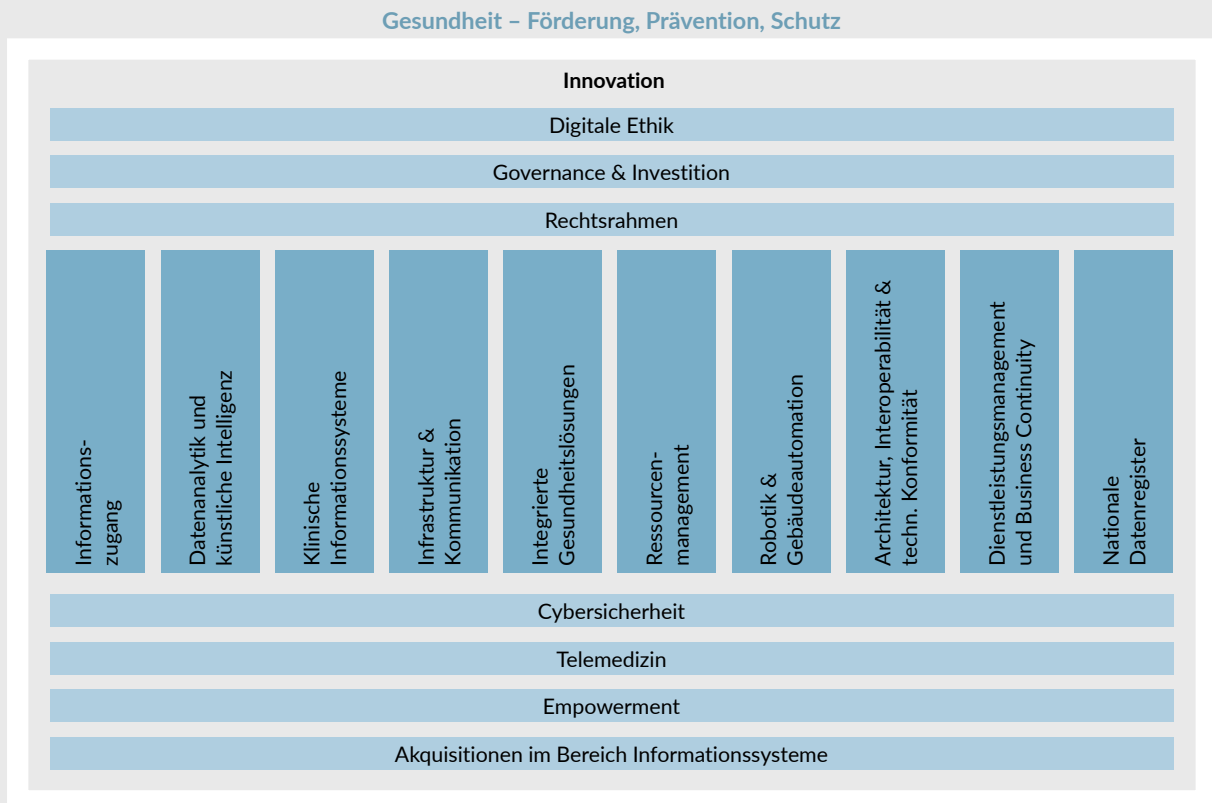 Gesundheit – Förderung, Prävention, Schutz
Innovation
Digitale Ethik
Governance & Investition
Rechtsrahmen
Informations-
zugang
Datenanalytik und
künstliche Intelligenz
Klinische
Informationssysteme
Infrastruktur &
Kommunikation
Integrierte
Gesundheitslösungen
Ressourcen-
management
Robotik &
Gebäudeautomation
Architektur, Interoperabilität &
techn. Konformität
Dienstleistungsmanagement
und Business Continuity
Nationale
Datenregister
Cybersicherheit
Telemedizin
Empowerment
Akquisitionen im Bereich Informationssysteme